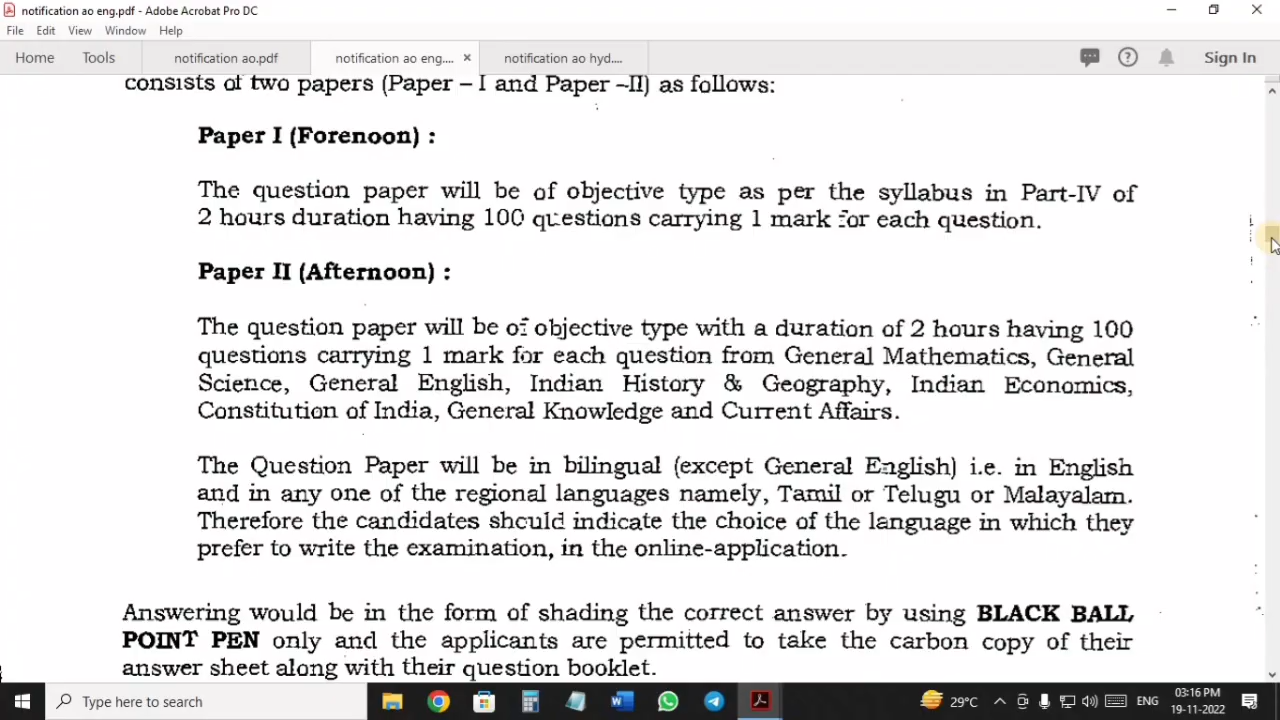 notification ao eng.pdf - Adobe Acrobat Pro DC
File Edit View Window Help
Home Tools notification ao.pdf notification ao eng.... × notification ao hyd.... Sign In
consists of two papers (Paper – I and Paper –II) as follows:
Paper I (Forenoon) :
The question paper will be of objective type as per the syllabus in Part-IV of
2 hours duration having 100 questions carrying 1 mark for each question.
Paper II (Afternoon) :
The question paper will be of objective type with a duration of 2 hours having 100
questions carrying 1 mark for each question from General Mathematics, General
Science, General English, Indian History & Geography, Indian Economics,
Constitution of India, General Knowledge and Current Affairs.
The Question Paper will be in bilingual (except General English) i.e. in English
and in any one of the regional languages namely, Tamil or Telugu or Malayalam.
Therefore the candidates should indicate the choice of the language in which they
prefer to write the examination, in the online-application.
Answering would be in the form of shading the correct answer by using BLACK BALL
POINT PEN only and the applicants are permitted to take the carbon copy of their
answer sheet along with their question booklet.
Type here to search 29°C ENG 03:16 PM
19-11-2022